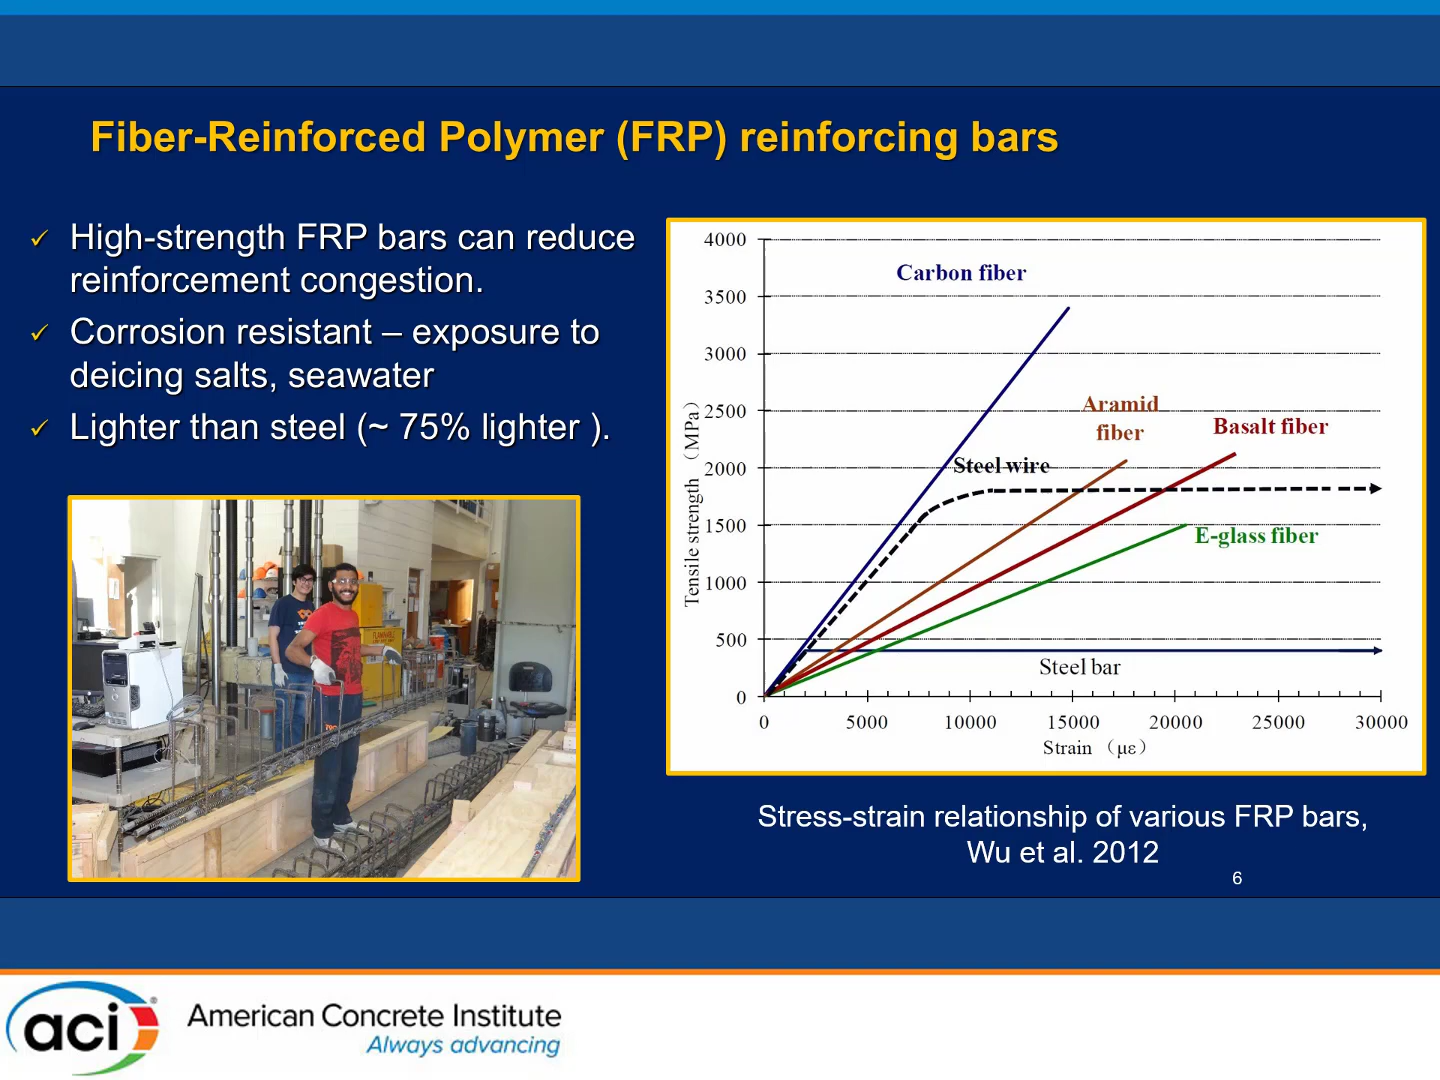 Fiber-Reinforced Polymer (FRP) reinforcing bars
✓ High-strength FRP bars can reduce
reinforcement congestion.
✓ Corrosion resistant – exposure to
deicing salts, seawater
✓ Lighter than steel (~ 75% lighter ).
4000
3500
3000
2500
2000
1500
1000
500
0
Tensile strength （MPa）
Carbon fiber
Aramid
fiber
Basalt fiber
Steel wire
E-glass fiber
Steel bar
0 5000 10000 15000 20000 25000 30000
Strain （με）
Stress-strain relationship of various FRP bars,
Wu et al. 2012
6
aci®
American Concrete Institute
Always advancing